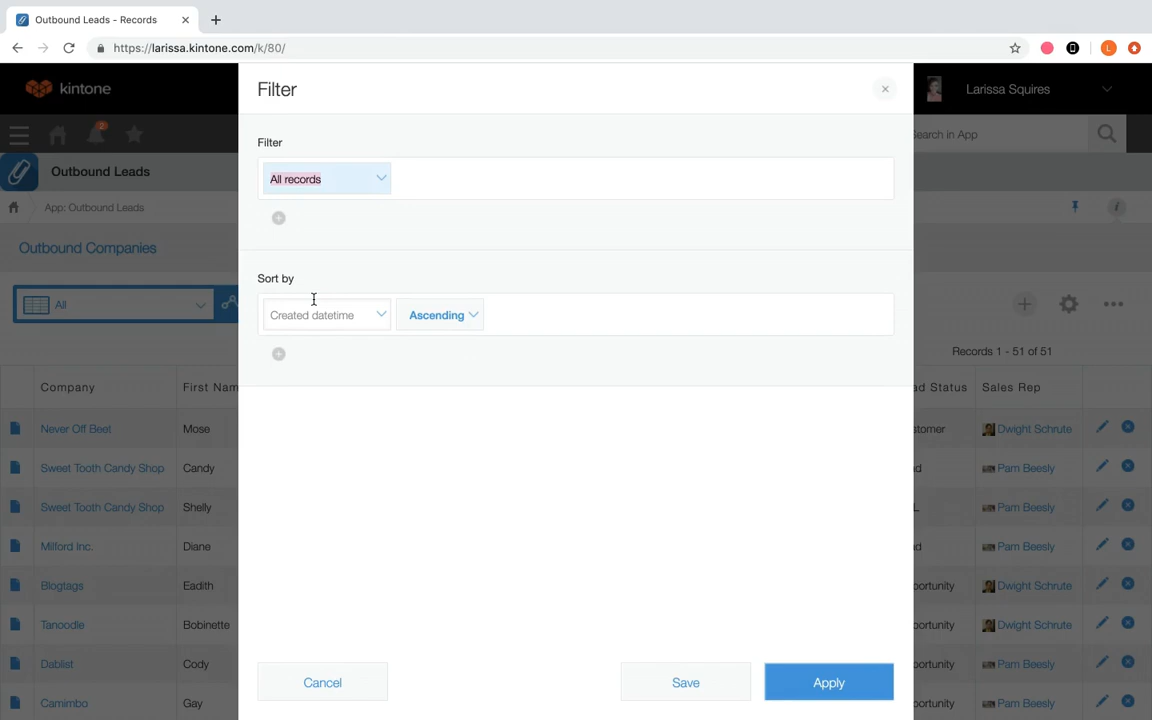 Outbound Leads - Records
https://larissa.kintone.com/k/80/
L
kintone
Larissa Squires
2
Search in App
Outbound Leads
App: Outbound Leads
Outbound Companies
All
Filter
Filter
All records
Sort by
Created datetime
Ascending
Cancel
Save
Apply
Records 1 - 51 of 51
Company First Nam ad Status Sales Rep
Never Off Beet Mose stomer Dwight Schrute
Sweet Tooth Candy Shop Candy d Pam Beesly
Sweet Tooth Candy Shop Shelly L Pam Beesly
Milford Inc. Diane d Pam Beesly
Blogtags Eadith portunity Dwight Schrute
Tanoodle Bobinette portunity Dwight Schrute
Dablist Cody portunity Pam Beesly
Camimbo Gay portunity Pam Beesly